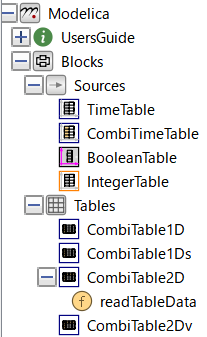 Modelica
UsersGuide
Blocks
Sources
TimeTable
CombiTimeTable
BooleanTable
IntegerTable
Tables
CombiTable1D
CombiTable1Ds
CombiTable2D
f readTableData
CombiTable2Dv